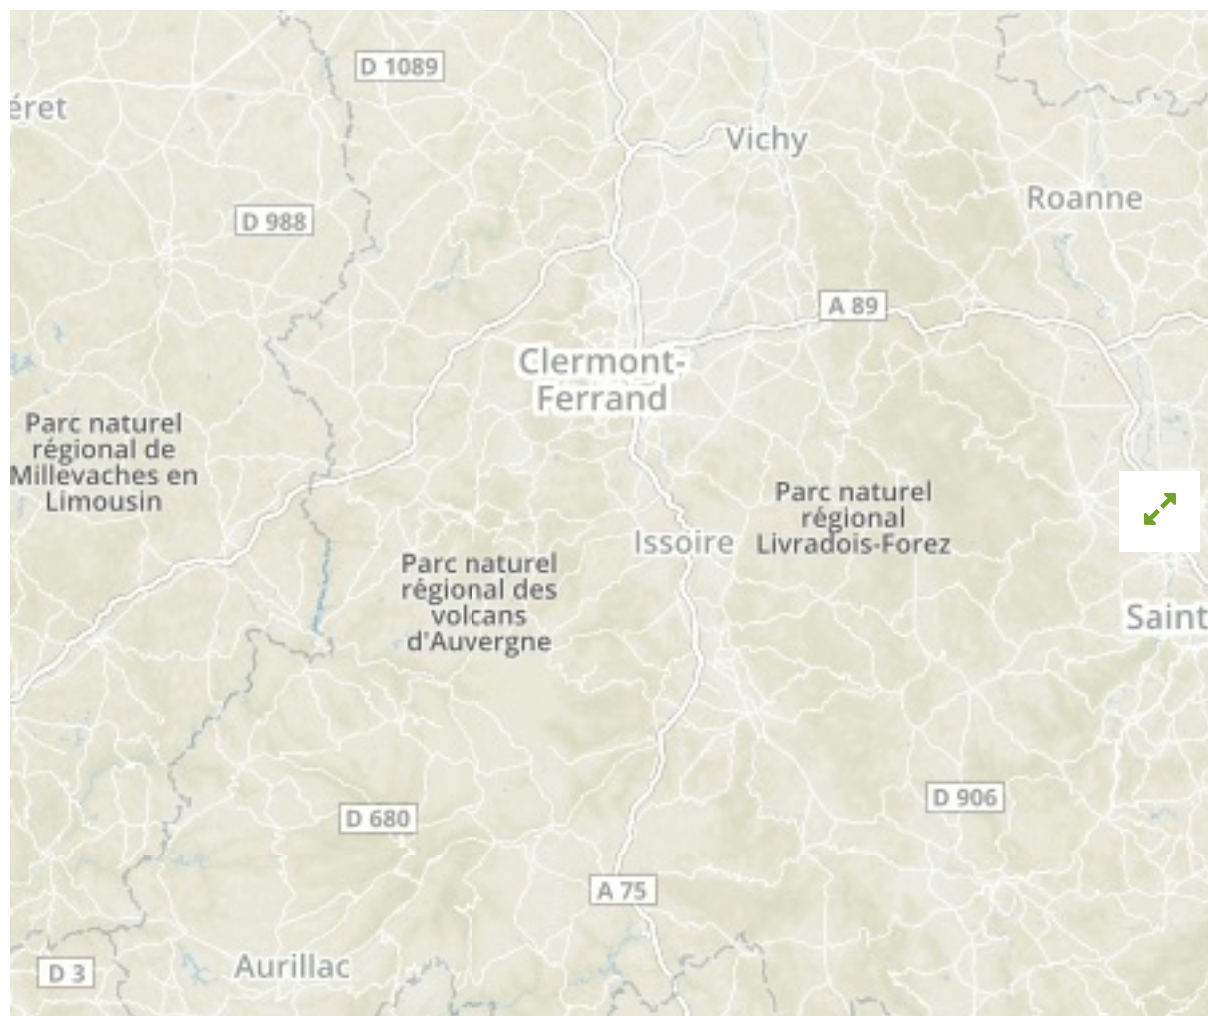 D 1089
éret
Vichy
Roanne
D 988
A 89
Clermont-
Ferrand
Parc naturel
régional de
Millevaches en
Limousin
Parc naturel
régional
Livradois-Forez
Issoire
Parc naturel
régional des
volcans
d'Auvergne
Saint
D 906
D 680
A 75
Aurillac
D 3